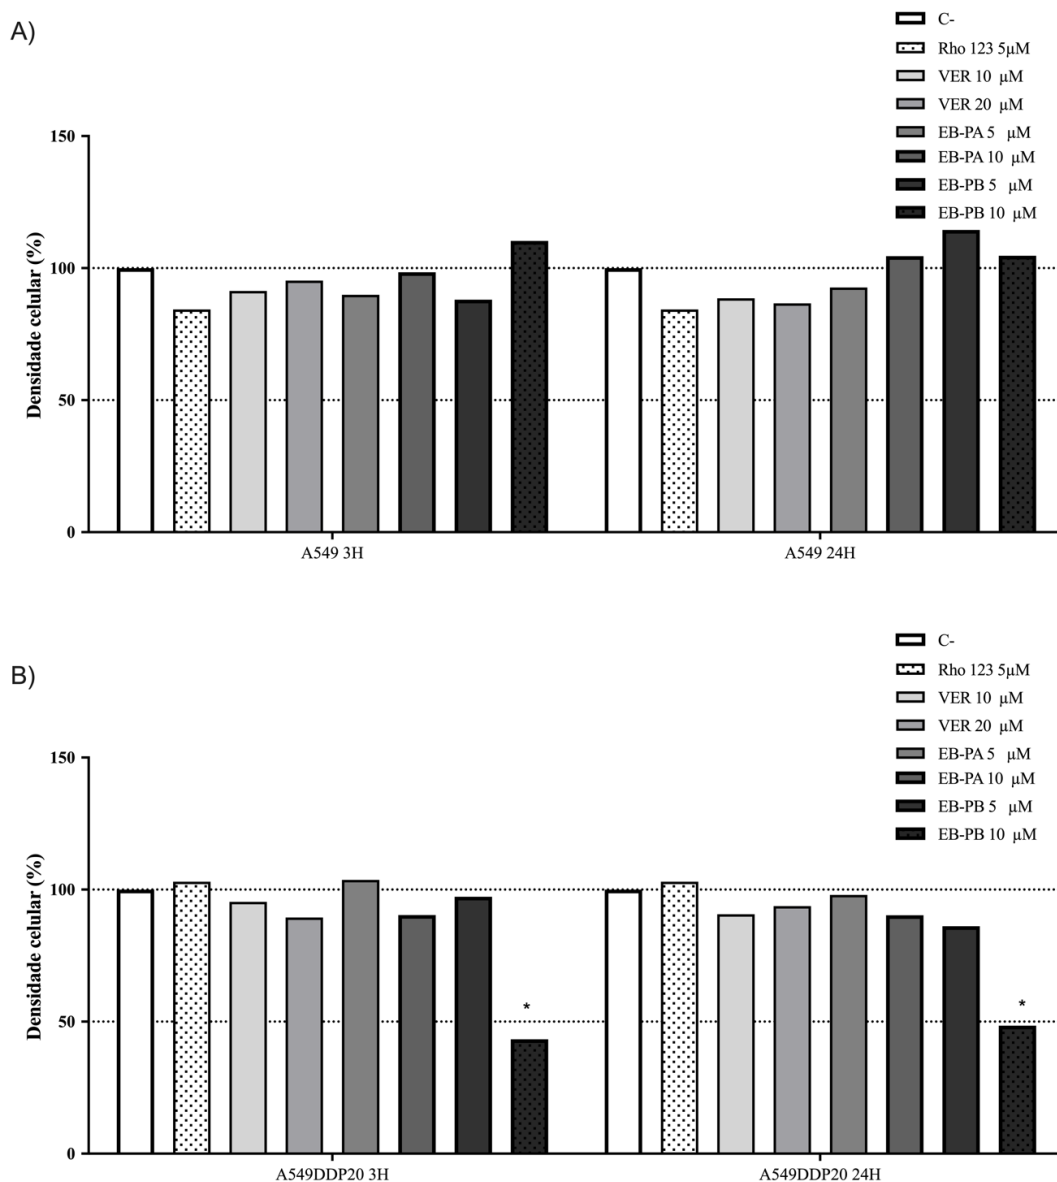 A)
C-
Rho 123 5µM
VER 10 µM
VER 20 µM
EB-PA 5 µM
EB-PA 10 µM
EB-PB 5 µM
EB-PB 10 µM
Densidade celular (%)
150
100
50
0
A549 3H
A549 24H
B)
C-
Rho 123 5µM
VER 10 µM
VER 20 µM
EB-PA 5 µM
EB-PA 10 µM
EB-PB 5 µM
EB-PB 10 µM
Densidade celular (%)
150
100
50
0
*
*
A549DDP20 3H
A549DDP20 24H